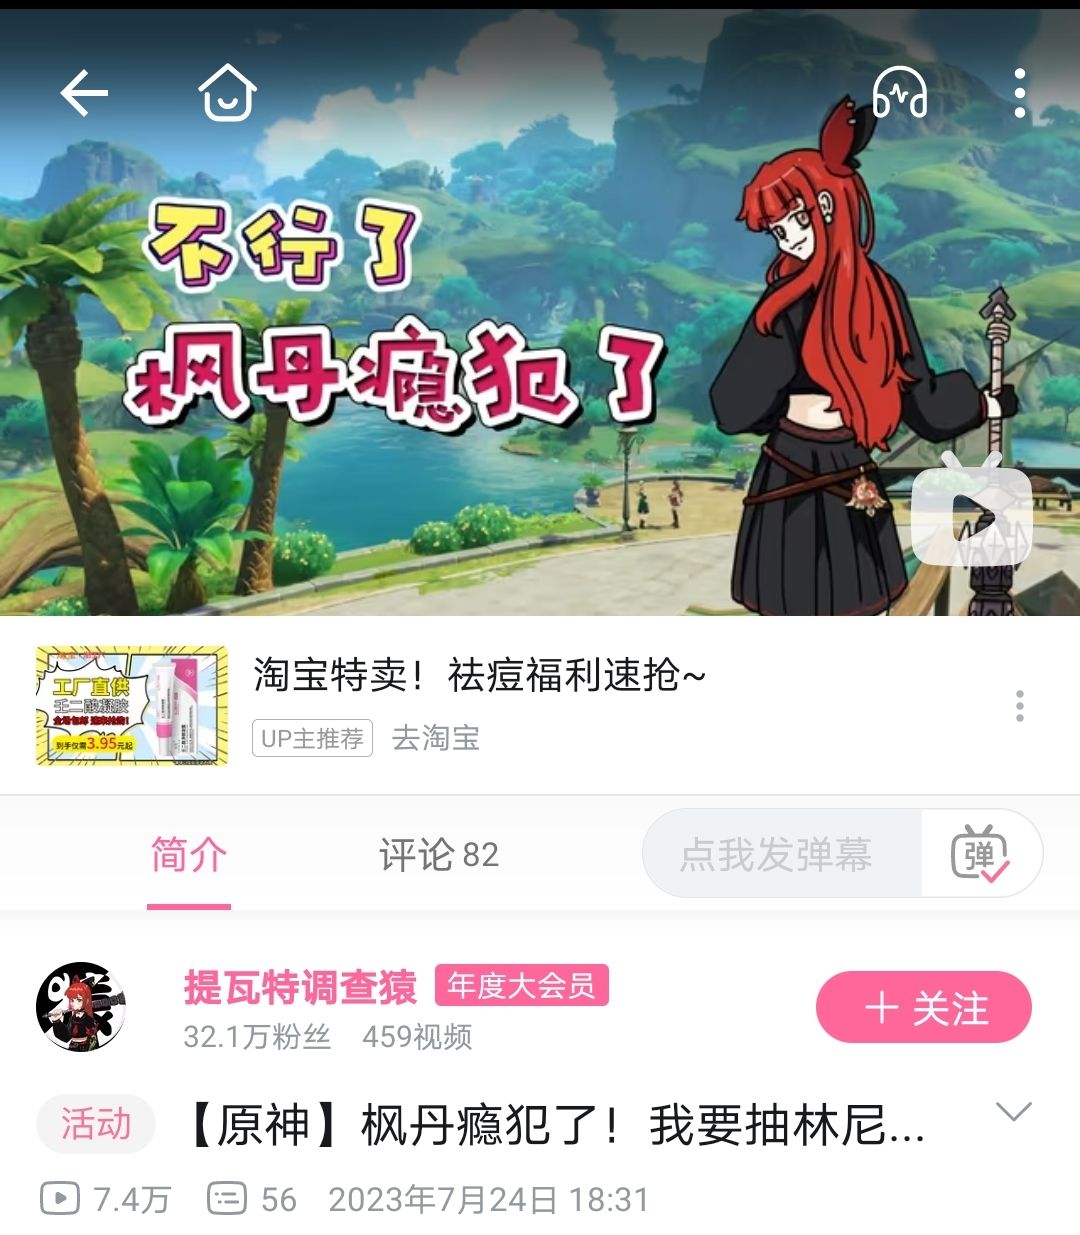 不行了
枫丹瘾犯了
工厂直供
壬二酸凝胶
到手仅需3.95元起
淘宝特卖！祛痘福利速抢~
UP主推荐 去淘宝
简介 评论 82 点我发弹幕 弹
提瓦特调查猿 年度大会员
+ 关注
32.1万粉丝 459视频
活动 【原神】枫丹瘾犯了！我要抽林尼...
7.4万 56 2023年7月24日 18:31